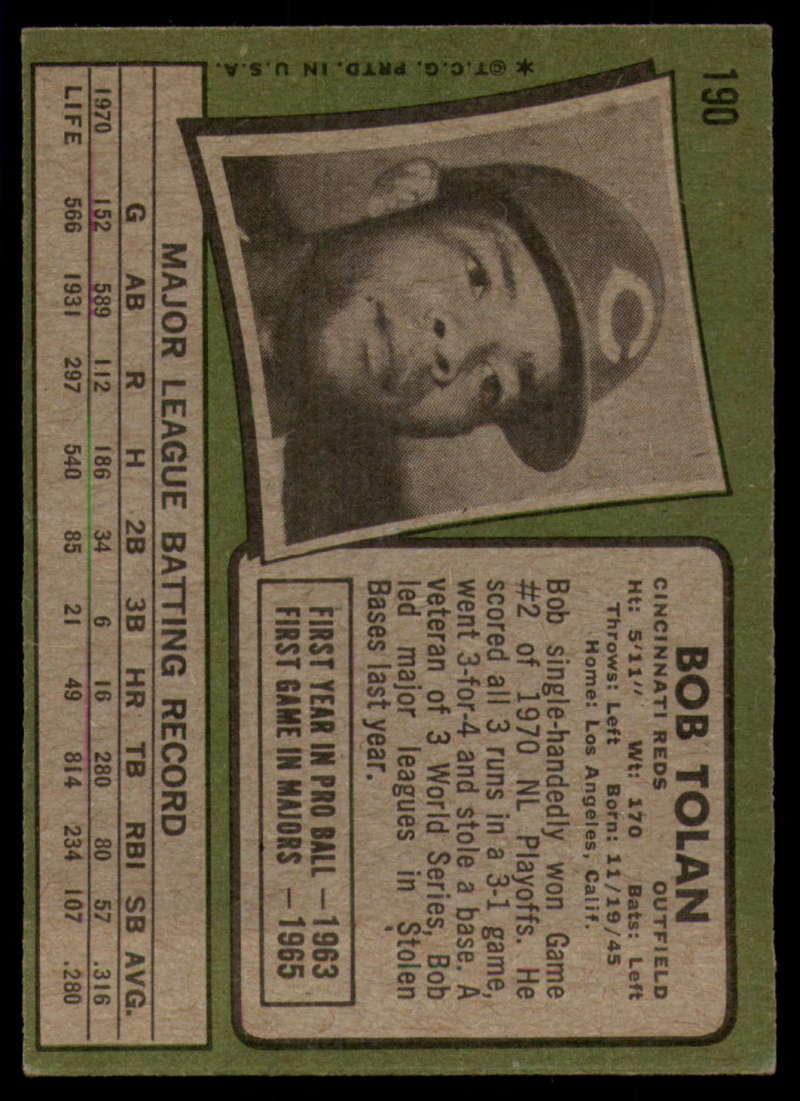 190
* ©T.C.G. PRTD. IN U.S.A.
C
BOB TOLAN
CINCINNATI REDS OUTFIELD
Ht: 5'11" Wt: 170 Bats: Left
Throws: Left Born: 11/19/45
Home: Los Angeles, Calif.
Bob single-handedly won Game
#2 of 1970 NL Playoffs. He
scored all 3 runs in a 3-1 game,
went 3-for-4 and stole a base. A
veteran of 3 World Series, Bob
led major leagues in Stolen
Bases last year.
FIRST YEAR IN PRO BALL — 1963
FIRST GAME IN MAJORS — 1965
MAJOR LEAGUE BATTING RECORD
G AB R H 2B 3B HR TB RBI SB AVG.
1970 152 589 112 186 34 6 16 280 80 57 .316
LIFE 566 1931 297 540 85 21 49 814 234 107 .280